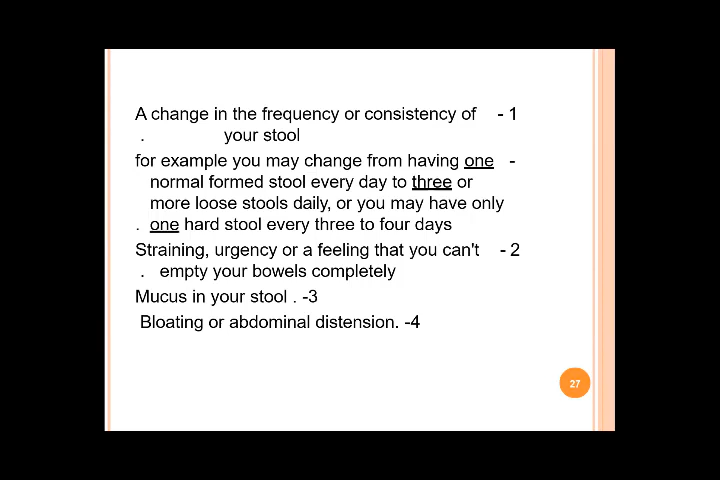 A change in the frequency or consistency of - 1
. your stool
for example you may change from having one -
normal formed stool every day to three or
more loose stools daily, or you may have only
. one hard stool every three to four days
Straining, urgency or a feeling that you can't - 2
. empty your bowels completely
Mucus in your stool . -3
Bloating or abdominal distension. -4
27